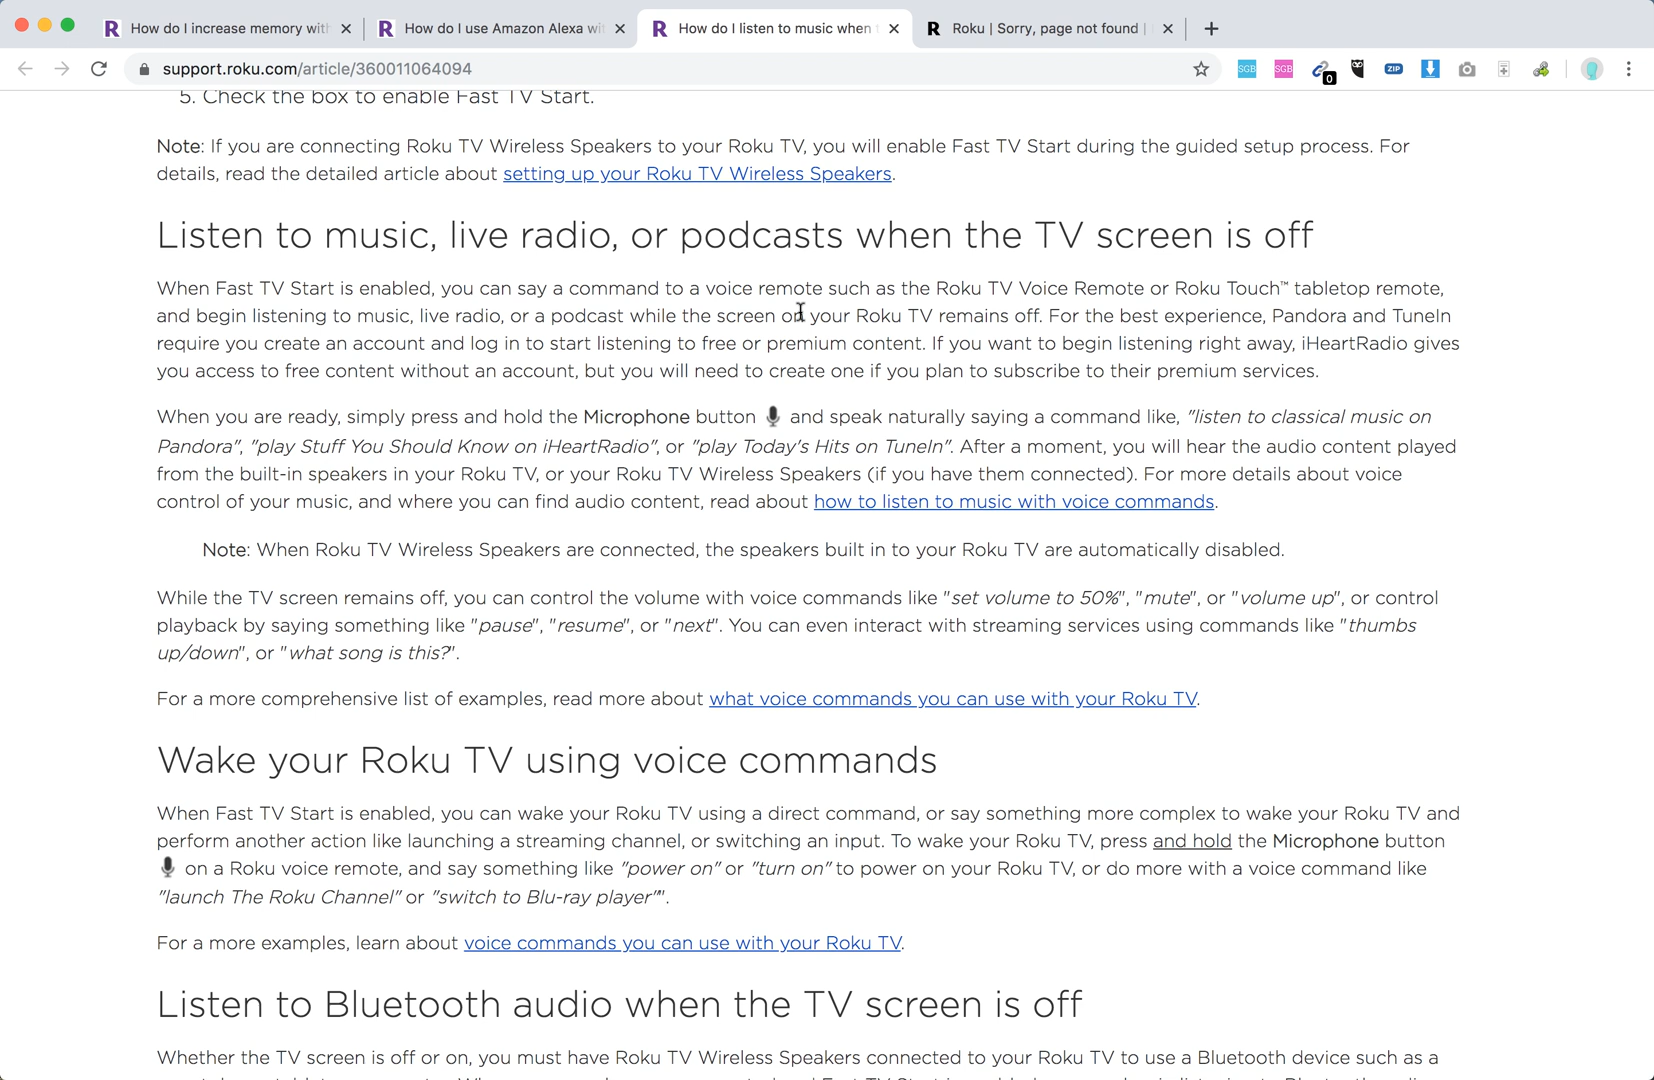 How do I increase memory with
How do I use Amazon Alexa wit
How do I listen to music when t
Roku | Sorry, page not found |
support.roku.com/article/360011064094
SGB
SGB
0
ZIP
5. Check the box to enable Fast TV Start.
Note: If you are connecting Roku TV Wireless Speakers to your Roku TV, you will enable Fast TV Start during the guided setup process. For
details, read the detailed article about setting up your Roku TV Wireless Speakers.
Listen to music, live radio, or podcasts when the TV screen is off
When Fast TV Start is enabled, you can say a command to a voice remote such as the Roku TV Voice Remote or Roku Touch™ tabletop remote,
and begin listening to music, live radio, or a podcast while the screen on your Roku TV remains off. For the best experience, Pandora and TuneIn
require you create an account and log in to start listening to free or premium content. If you want to begin listening right away, iHeartRadio gives
you access to free content without an account, but you will need to create one if you plan to subscribe to their premium services.
When you are ready, simply press and hold the Microphone button and speak naturally saying a command like, "listen to classical music on
Pandora", "play Stuff You Should Know on iHeartRadio", or "play Today's Hits on TuneIn". After a moment, you will hear the audio content played
from the built-in speakers in your Roku TV, or your Roku TV Wireless Speakers (if you have them connected). For more details about voice
control of your music, and where you can find audio content, read about how to listen to music with voice commands.
Note: When Roku TV Wireless Speakers are connected, the speakers built in to your Roku TV are automatically disabled.
While the TV screen remains off, you can control the volume with voice commands like "set volume to 50%", "mute", or "volume up", or control
playback by saying something like "pause", "resume", or "next". You can even interact with streaming services using commands like "thumbs
up/down", or "what song is this?".
For a more comprehensive list of examples, read more about what voice commands you can use with your Roku TV.
Wake your Roku TV using voice commands
When Fast TV Start is enabled, you can wake your Roku TV using a direct command, or say something more complex to wake your Roku TV and
perform another action like launching a streaming channel, or switching an input. To wake your Roku TV, press and hold the Microphone button
on a Roku voice remote, and say something like "power on" or "turn on" to power on your Roku TV, or do more with a voice command like
"launch The Roku Channel" or "switch to Blu-ray player"".
For a more examples, learn about voice commands you can use with your Roku TV.
Listen to Bluetooth audio when the TV screen is off
Whether the TV screen is off or on, you must have Roku TV Wireless Speakers connected to your Roku TV to use a Bluetooth device such as a